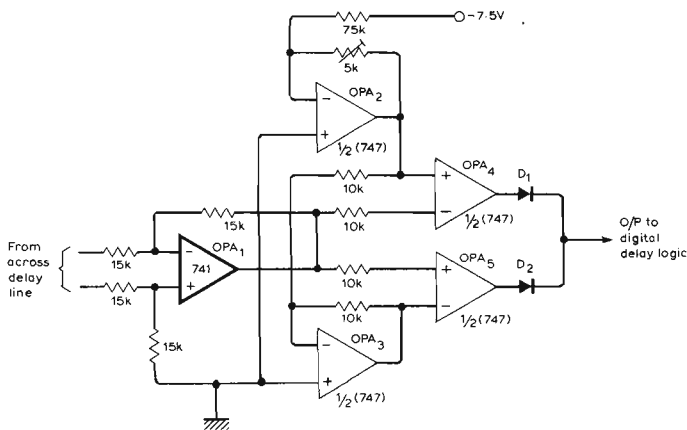 75k
-7·5V
5k
OPA2
−
+
½(747)
10k
OPA4
+
−
½(747)
D1
15k
10k
OPA1
15k
−
741
+
15k
From
across
delay
line
15k
10k
OPA5
+
−
½(747)
D2
10k
O/P to
digital
delay logic
OPA3
−
+
½(747)